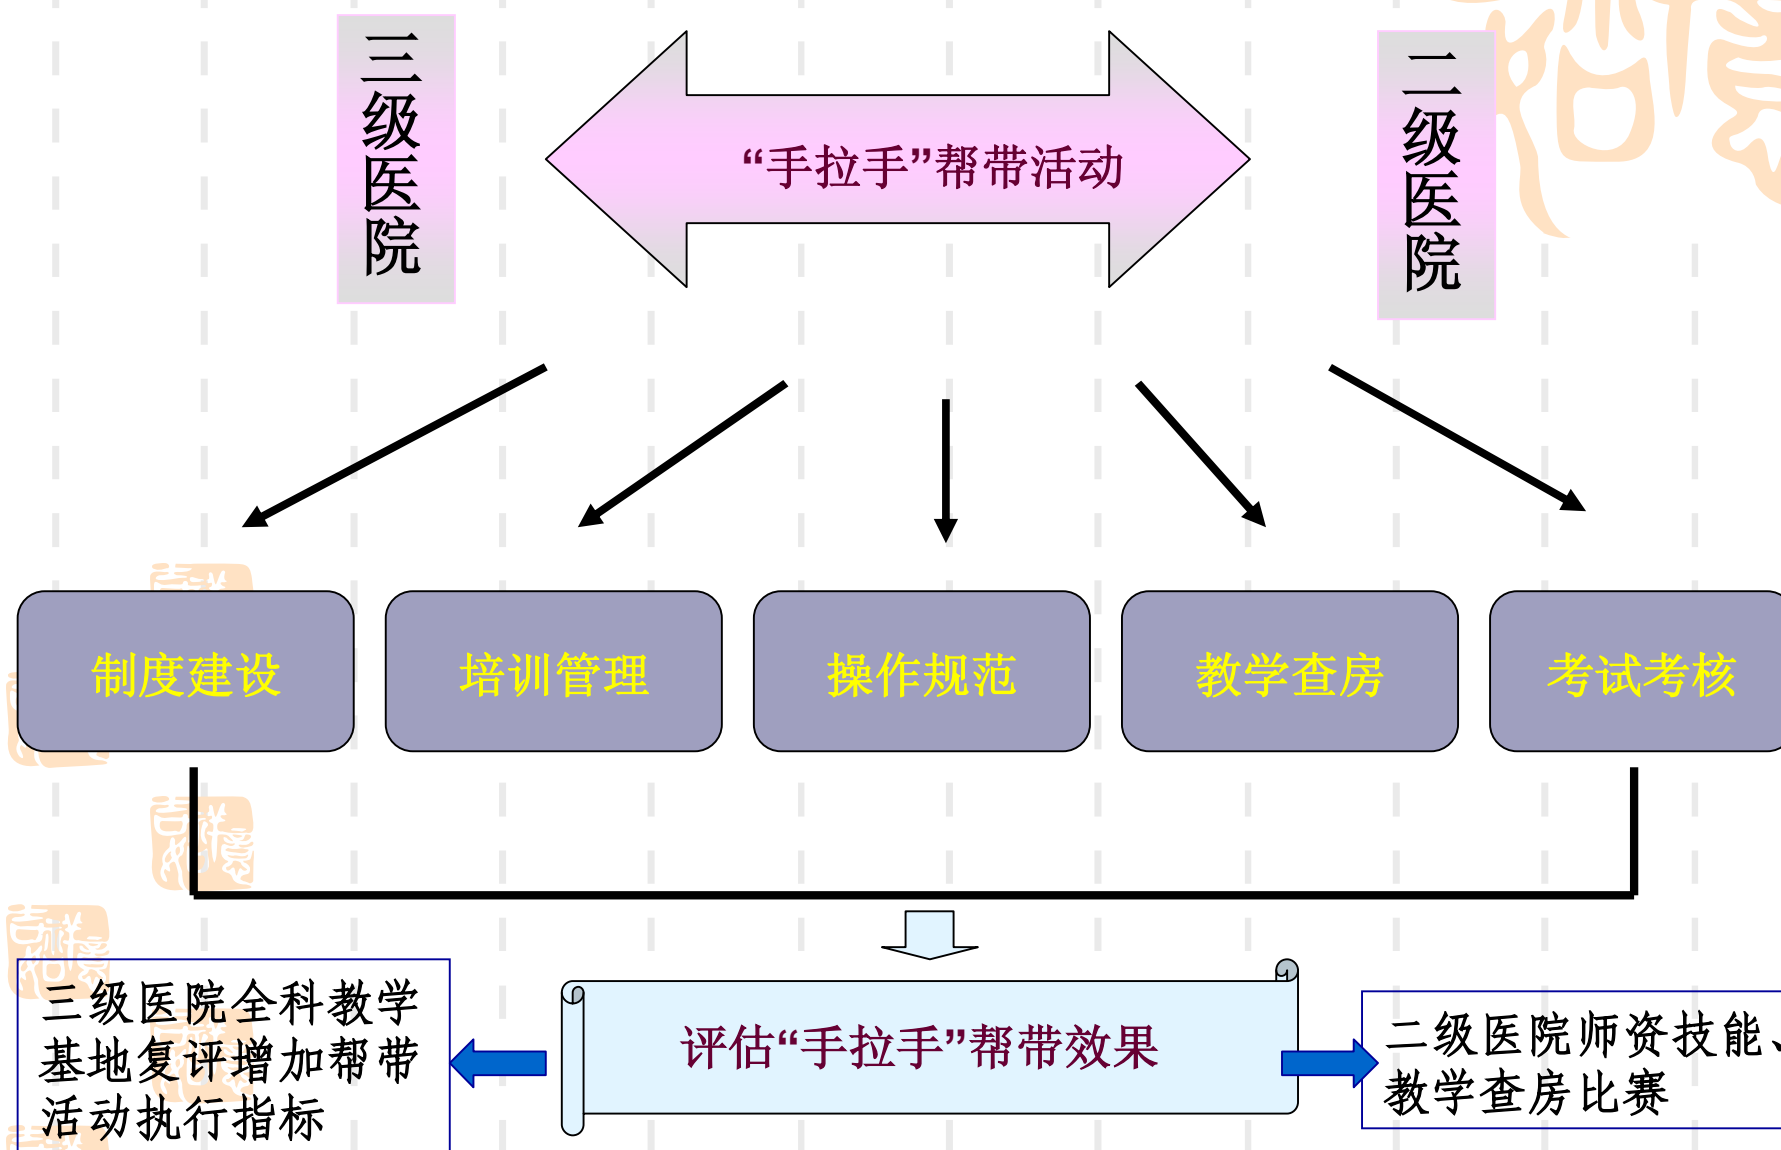 三级医院
“手拉手”帮带活动
二级医院
制度建设
培训管理
操作规范
教学查房
考试考核
三级医院全科教学
基地复评增加帮带
活动执行指标
评估“手拉手”帮带效果
二级医院师资技能、
教学查房比赛